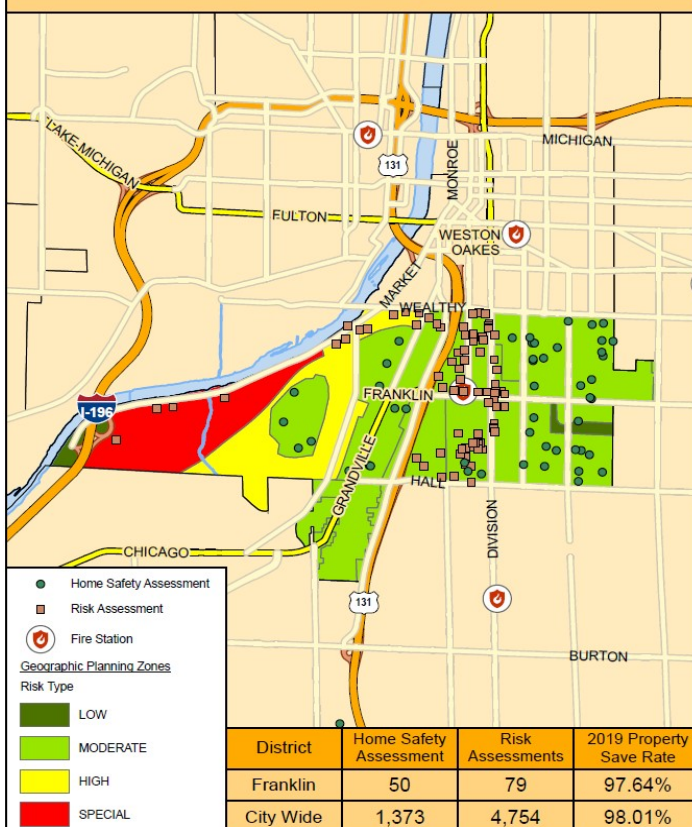 MICHIGAN
LAKE-MICHIGAN
131
MONROE
FULTON
WESTON
OAKES
MARKET
WEALTHY
FRANKLIN
I-196
GRANDVILLE
HALL
DIVISION
CHICAGO
131
BURTON
Home Safety Assessment
Risk Assessment
Fire Station
Geographic Planning Zones
Risk Type
LOW
MODERATE
HIGH
SPECIAL
District Home Safety Assessment Risk Assessments 2019 Property Save Rate
Franklin 50 79 97.64%
City Wide 1,373 4,754 98.01%